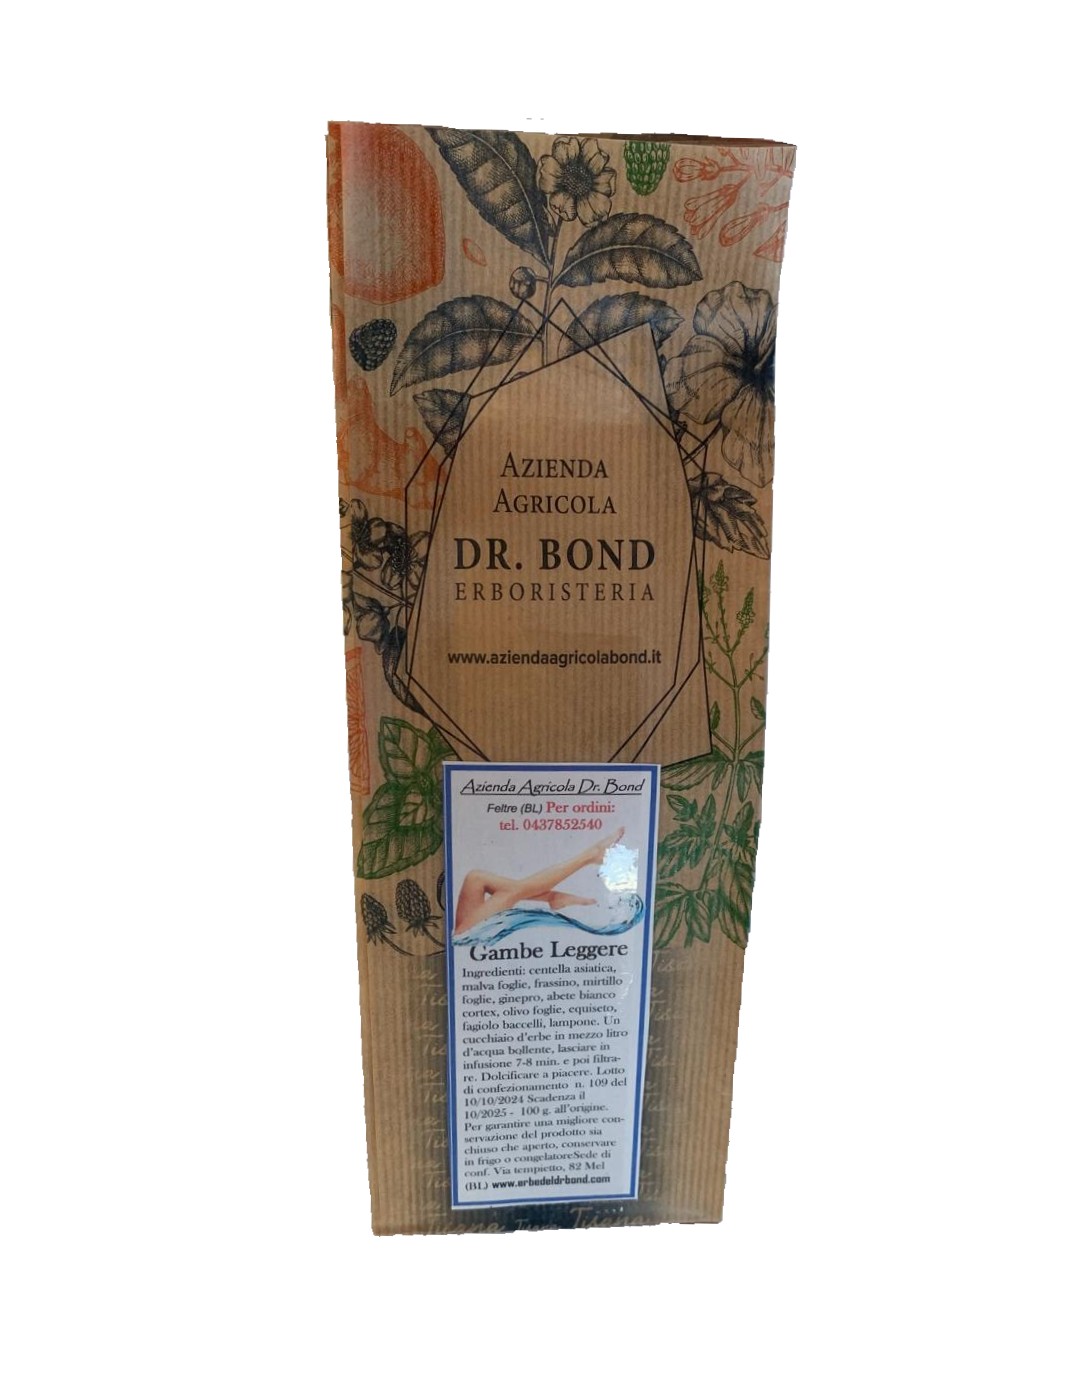 AZIENDA
AGRICOLA
DR. BOND
ERBORISTERIA
www.aziendaagricolabond.it
Azienda Agricola Dr. Bond
Feltre (BL) Per ordini:
tel. 0437852540
Gambe Leggere
Ingredienti: centella asiatica,
malva foglie, frassino, mirtillo
foglie, ginepro, abete bianco
cortex, olivo foglie, equiseto,
fagiolo baccelli, lampone. Un
cucchiaio d'erbe in mezzo litro
d'acqua bollente, lasciare in
infusione 7-8 min. e poi filtra-
re. Dolcificare a piacere. Lotto
di confezionamento n. 109 del
10/10/2024 Scadenza il
10/2025 - 100 g. all'origine.
Per garantire una migliore con-
servazione del prodotto sia
chiuso che aperto, conservare
in frigo o congelatoreSede di
conf. Via tempietto, 82 Mel
(BL) www.erbedeldrbond.com
Tisana Tisana